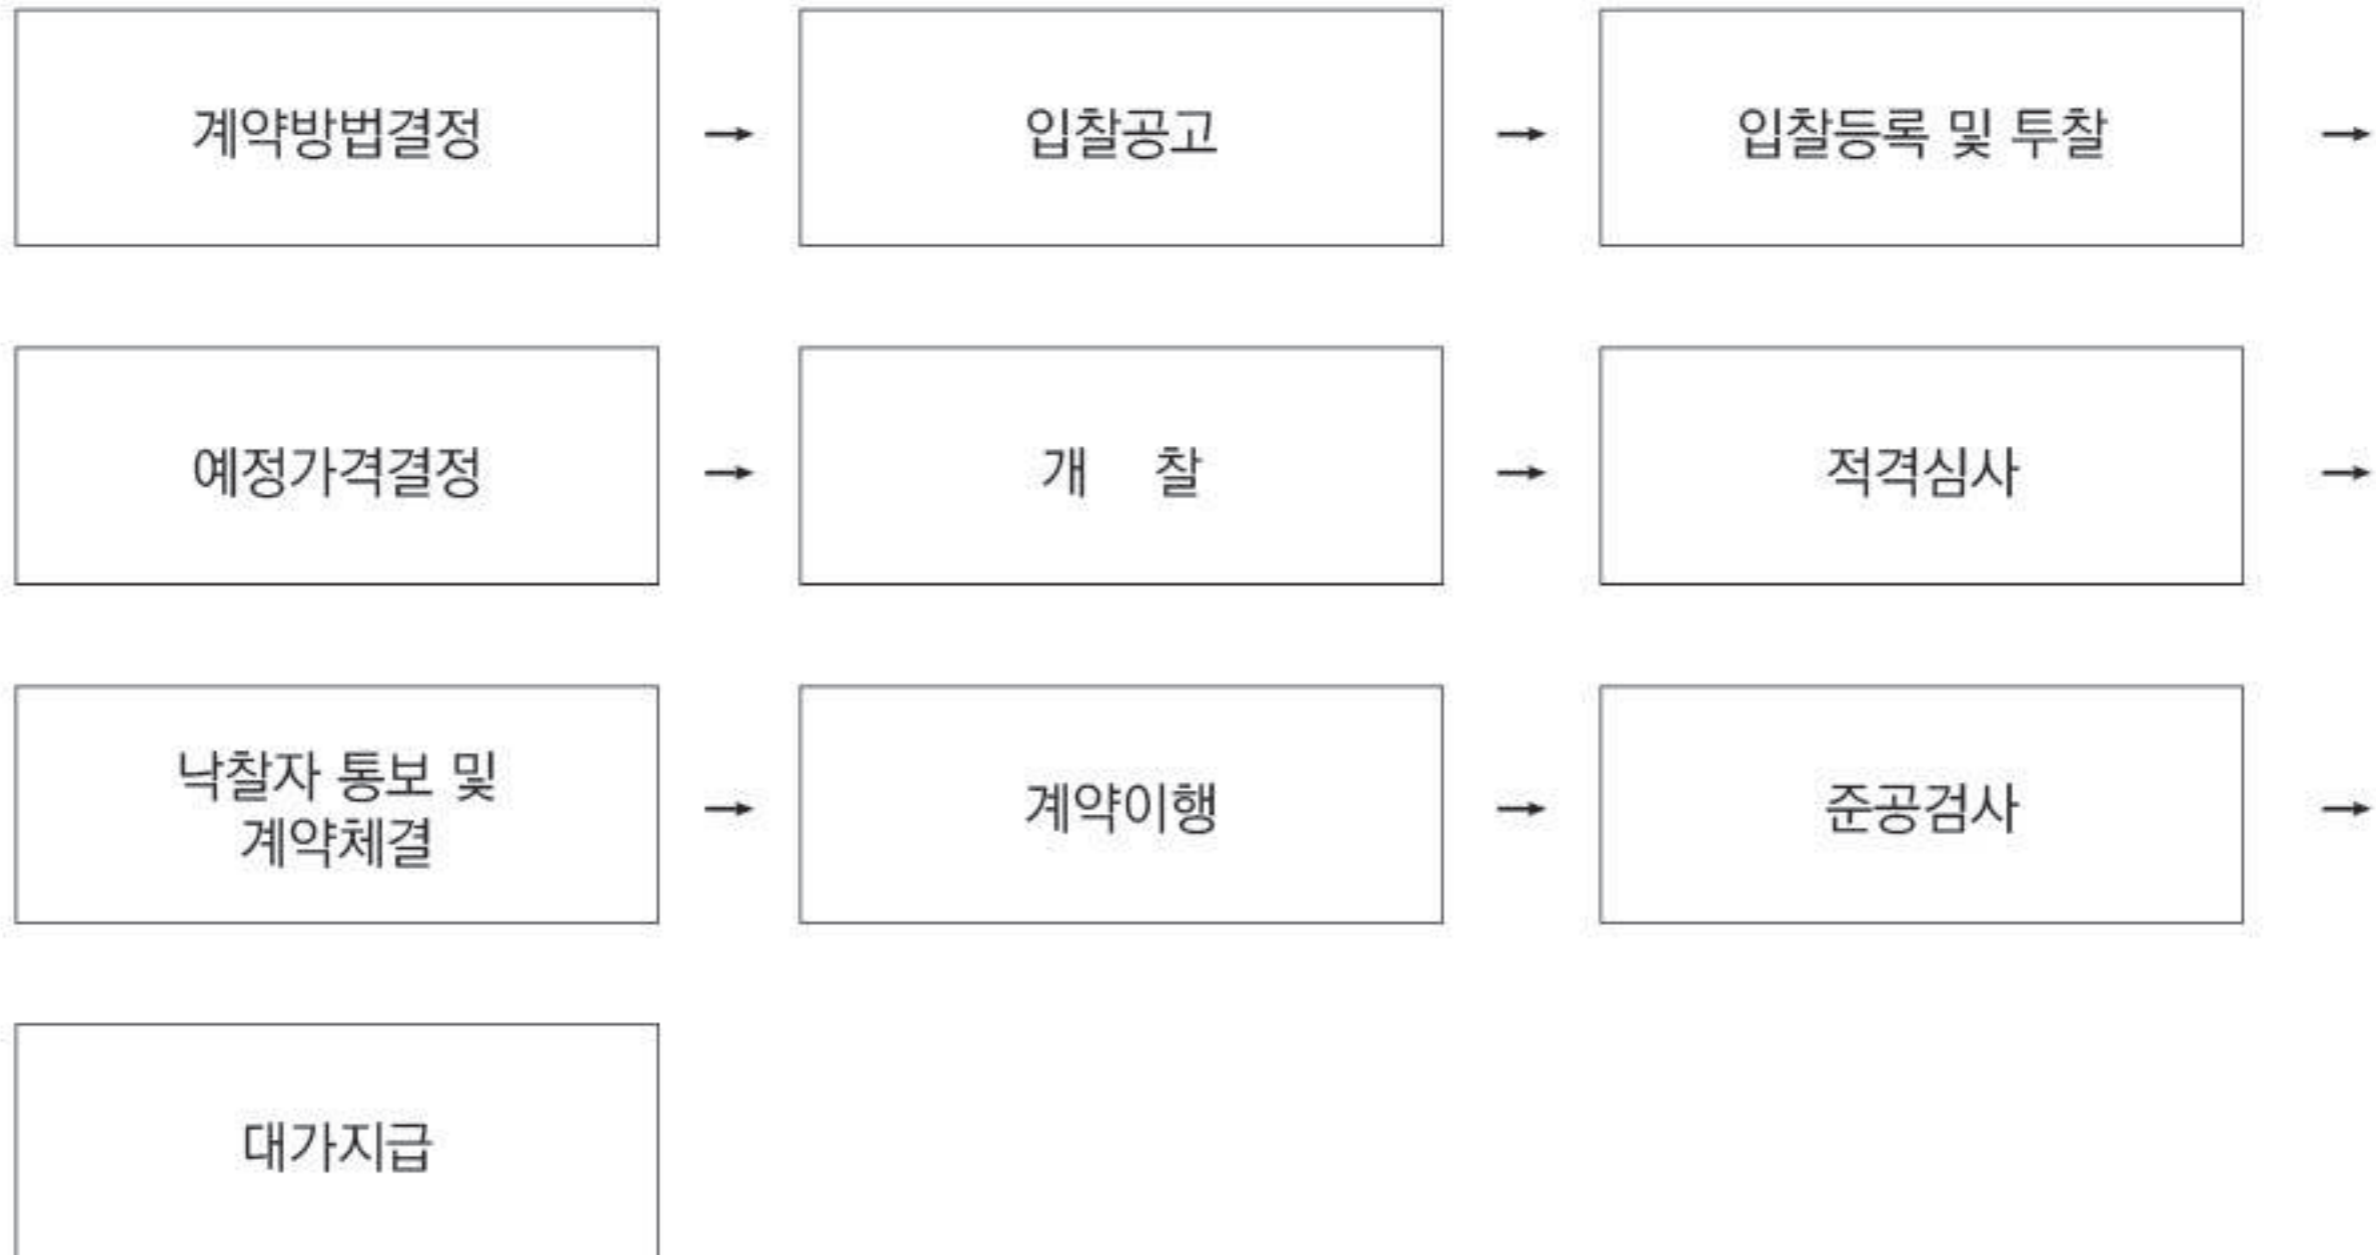 계약방법결정 → 입찰공고 → 입찰등록 및 투찰 →
예정가격결정 → 개 찰 → 적격심사 →
낙찰자 통보 및
계약체결 → 계약이행 → 준공검사 →
대가지급